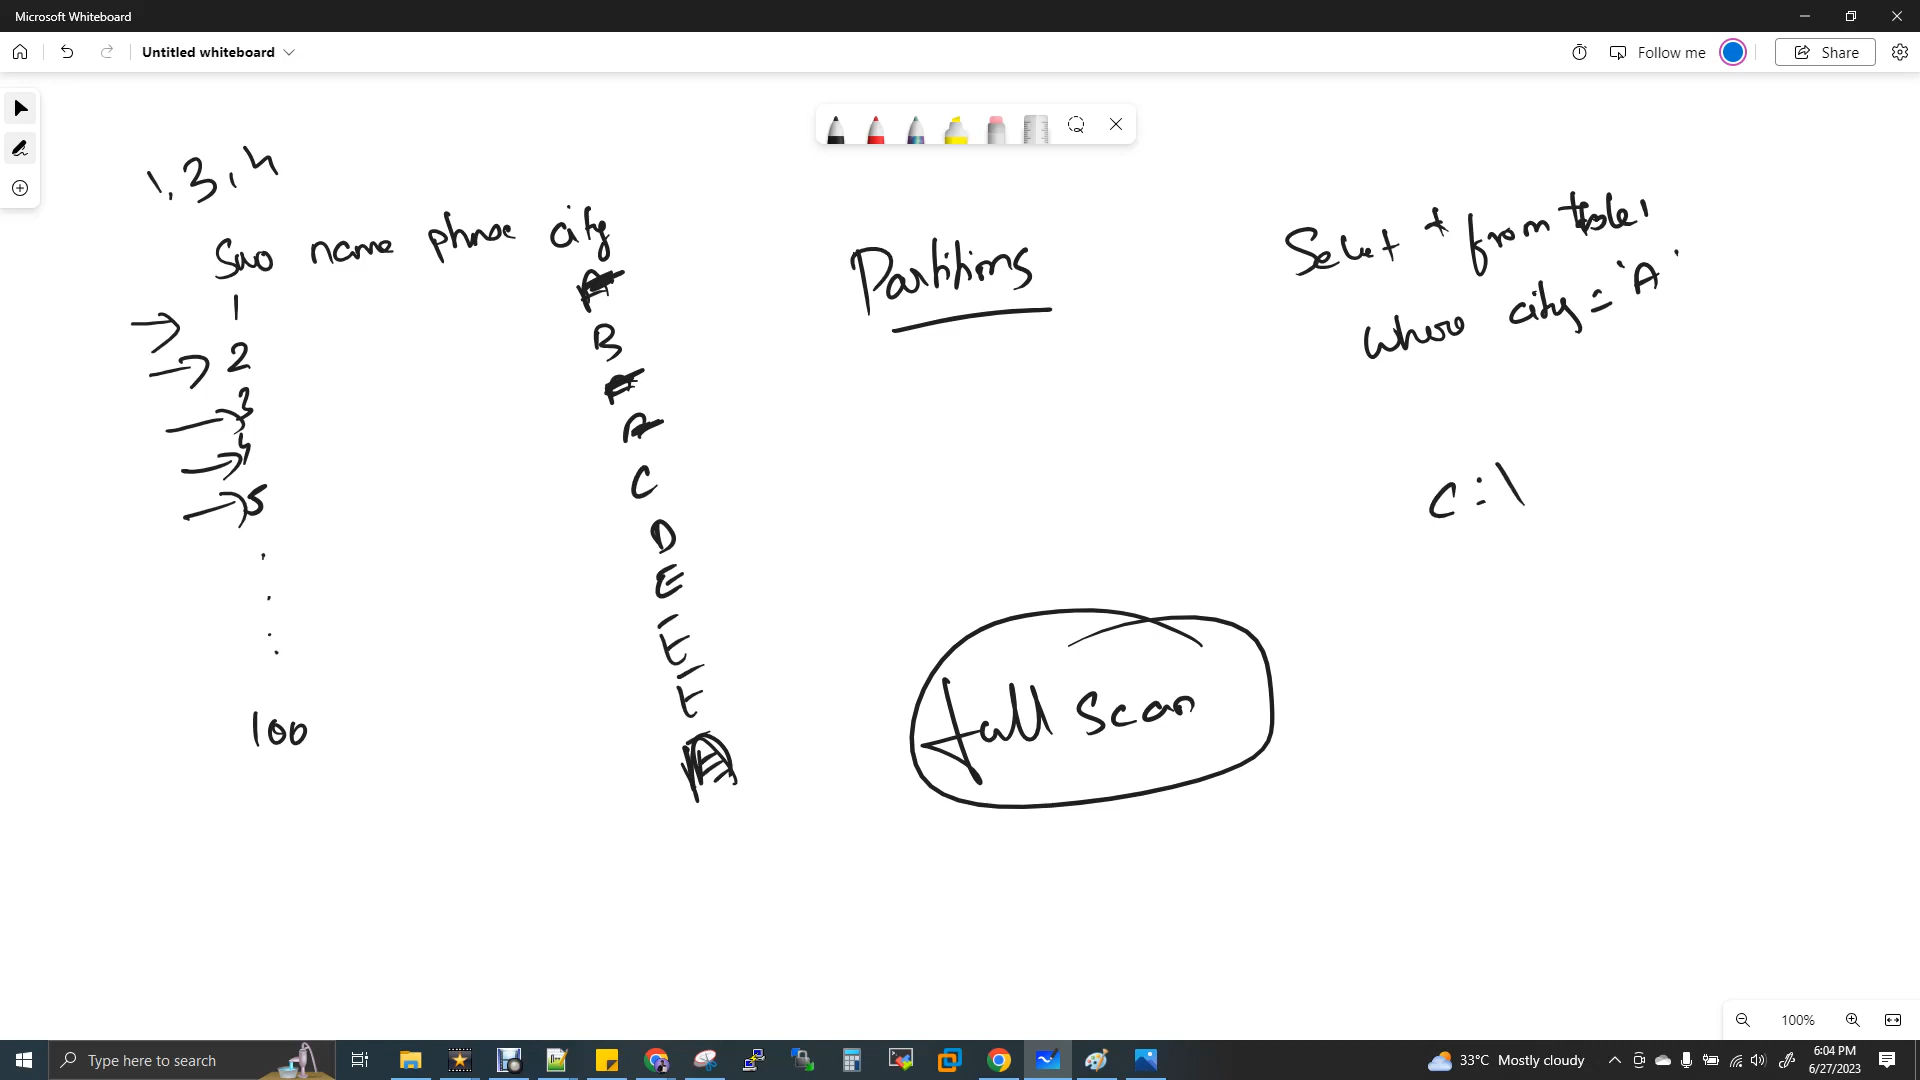 Microsoft Whiteboard
Untitled whiteboard
Follow me
Share
1, 3, 4
Sno name phnoe city
1 A
2 B
3 A
4 A
5 C
D
E
E
E
100 A
Partitions
Select * from table1
where city = 'A'
C:\
full scan
100%
Type here to search
33°C Mostly cloudy
6:04 PM
6/27/2023